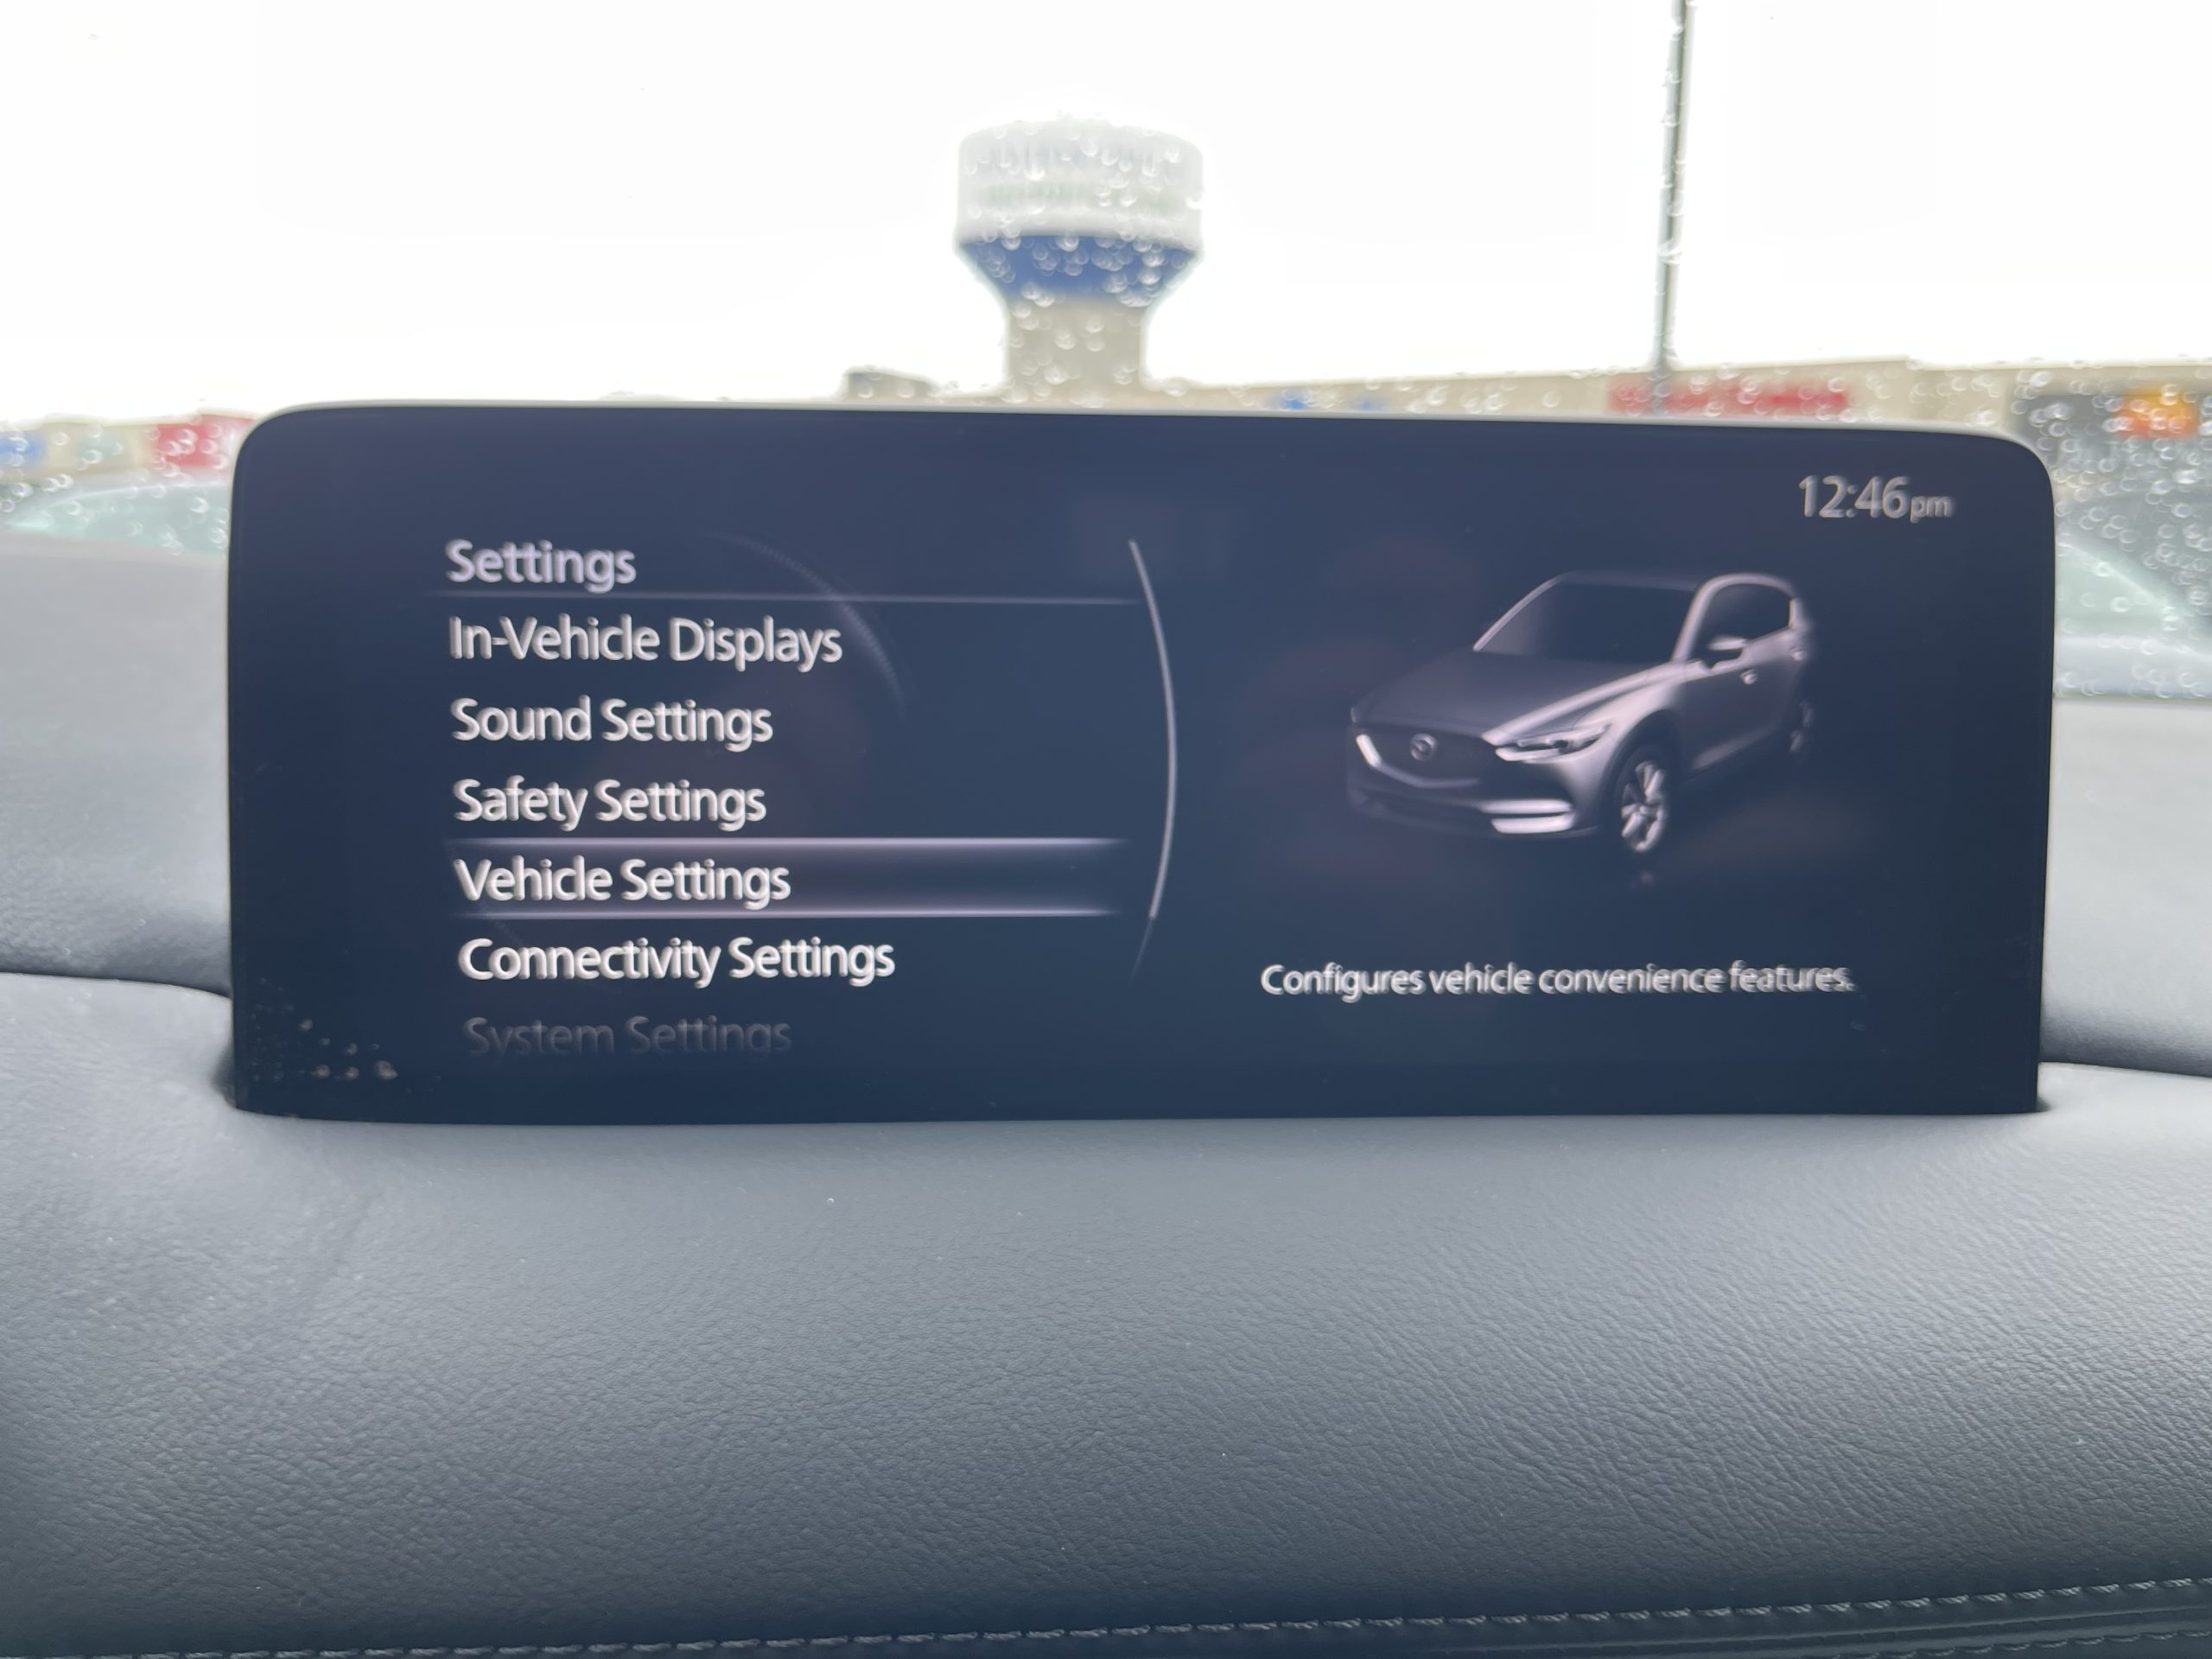 12:46pm
Settings
In-Vehicle Displays
Sound Settings
Safety Settings
Vehicle Settings
Connectivity Settings
System Settings
Configures vehicle convenience features.